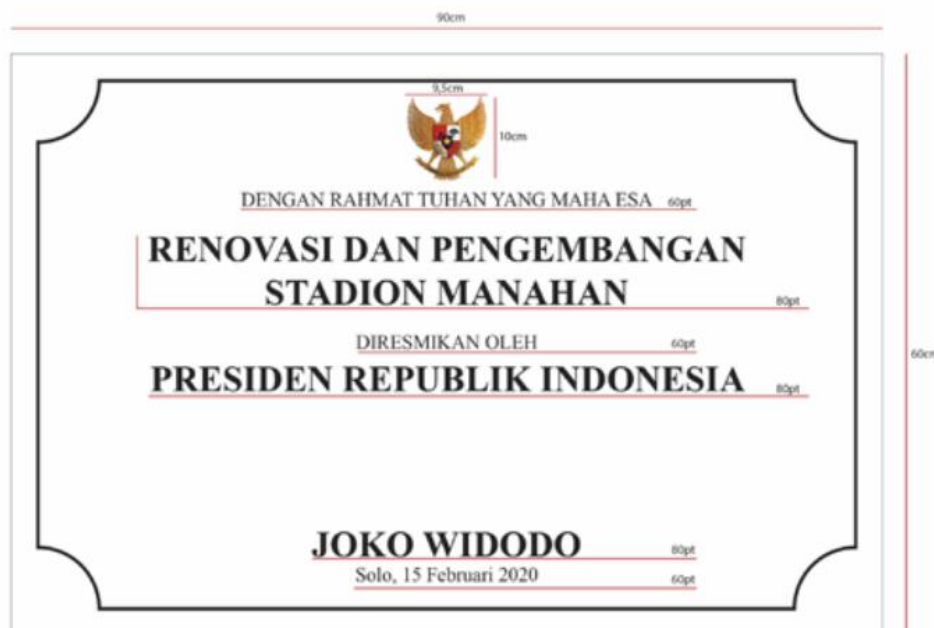 90cm
9,5cm
10cm
DENGAN RAHMAT TUHAN YANG MAHA ESA 60pt
RENOVASI DAN PENGEMBANGAN
STADION MANAHAN 80pt
DIRESMIKAN OLEH 60pt
60cm
PRESIDEN REPUBLIK INDONESIA 80pt
JOKO WIDODO 80pt
Solo, 15 Februari 2020 60pt